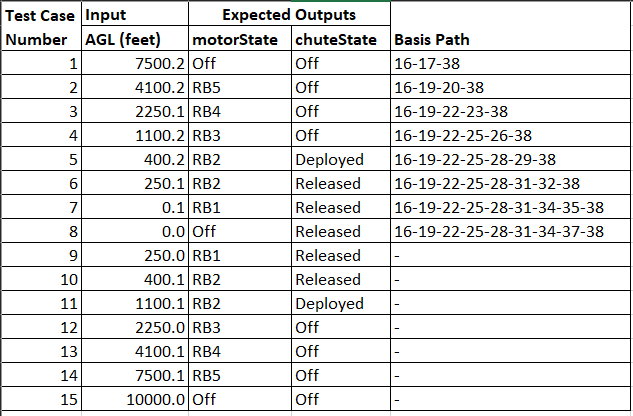 Test Case Input Expected Outputs
Number AGL (feet) motorState chuteState Basis Path
1 7500.2 Off Off 16-17-38
2 4100.2 RB5 Off 16-19-20-38
3 2250.1 RB4 Off 16-19-22-23-38
4 1100.2 RB3 Off 16-19-22-25-26-38
5 400.2 RB2 Deployed 16-19-22-25-28-29-38
6 250.1 RB2 Released 16-19-22-25-28-31-32-38
7 0.1 RB1 Released 16-19-22-25-28-31-34-35-38
8 0.0 Off Released 16-19-22-25-28-31-34-37-38
9 250.0 RB1 Released -
10 400.1 RB2 Released -
11 1100.1 RB2 Deployed -
12 2250.0 RB3 Off -
13 4100.1 RB4 Off -
14 7500.1 RB5 Off -
15 10000.0 Off Off -